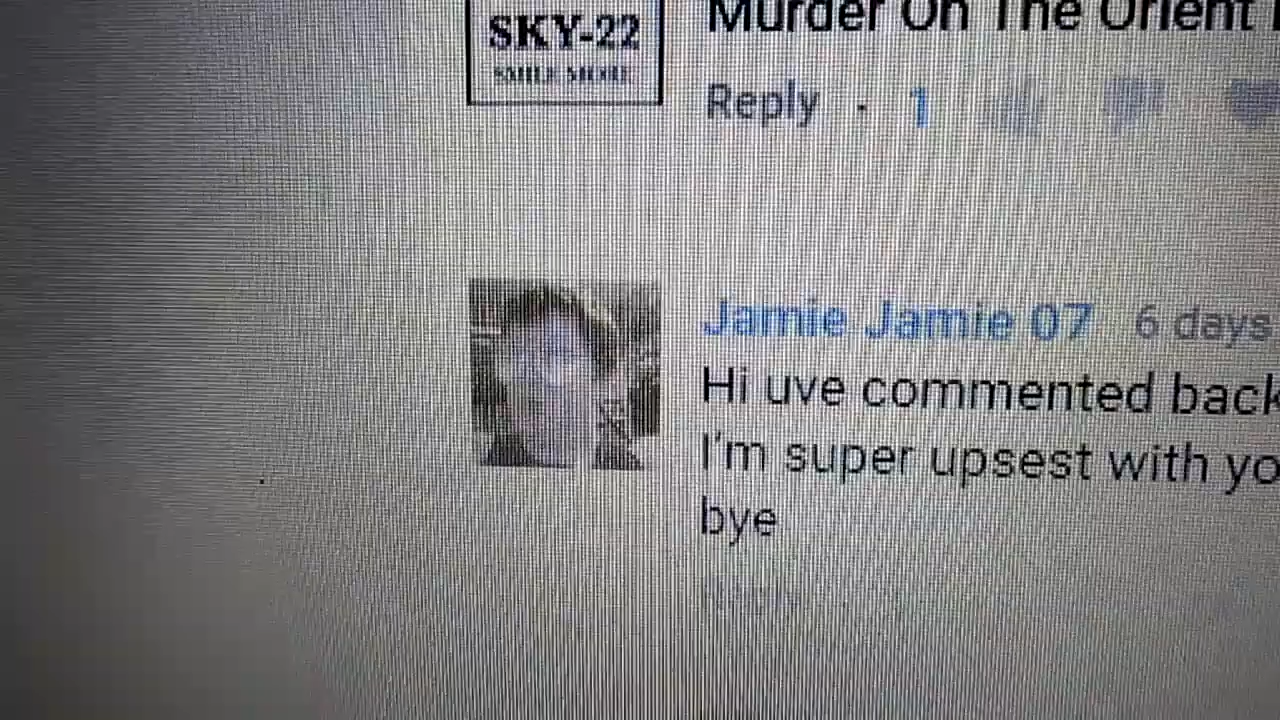 SKY-22
SMILE MORE
Murder On The Orient
Reply · 1
Jamie Jamie 07 6 days
Hi uve commented back
I'm super upsest with yo
bye